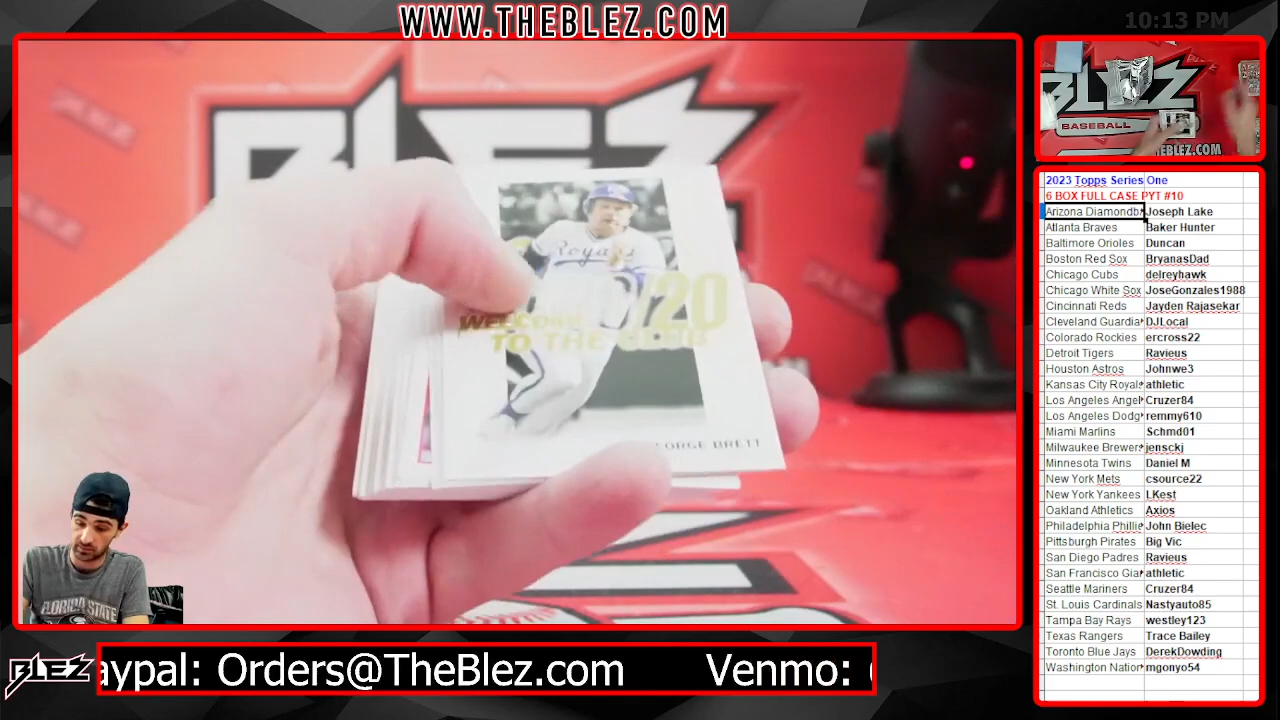 WWW.THEBLEZ.COM
10:13 PM
BLEZ
Royals
/20
WELCOME
TO THE CLUB
GEORGE BRETT
FLORIDA STATE
BLEZ
BASEBALL
THEBLEZ.COM
2023 Topps Series One
6 BOX FULL CASE PYT #10
Arizona Diamondb Joseph Lake
Atlanta Braves Baker Hunter
Baltimore Orioles Duncan
Boston Red Sox BryanasDad
Chicago Cubs delreyhawk
Chicago White Sox JoseGonzales1988
Cincinnati Reds Jayden Rajasekar
Cleveland Guardia DJLocal
Colorado Rockies ercross22
Detroit Tigers Ravieus
Houston Astros Johnwe3
Kansas City Royals athletic
Los Angeles Angel Cruzer84
Los Angeles Dodg remmy610
Miami Marlins Schmd01
Milwaukee Brewers jensckj
Minnesota Twins Daniel M
New York Mets csource22
New York Yankees LKest
Oakland Athletics Axios
Philadelphia Phillie John Bielec
Pittsburgh Pirates Big Vic
San Diego Padres Ravieus
San Francisco Gia athletic
Seattle Mariners Cruzer84
St. Louis Cardinals Nastyauto85
Tampa Bay Rays westley123
Texas Rangers Trace Bailey
Toronto Blue Jays DerekDowding
Washington Nation mgonyo54
BLEZ
aypal: Orders@TheBlez.com Venmo: